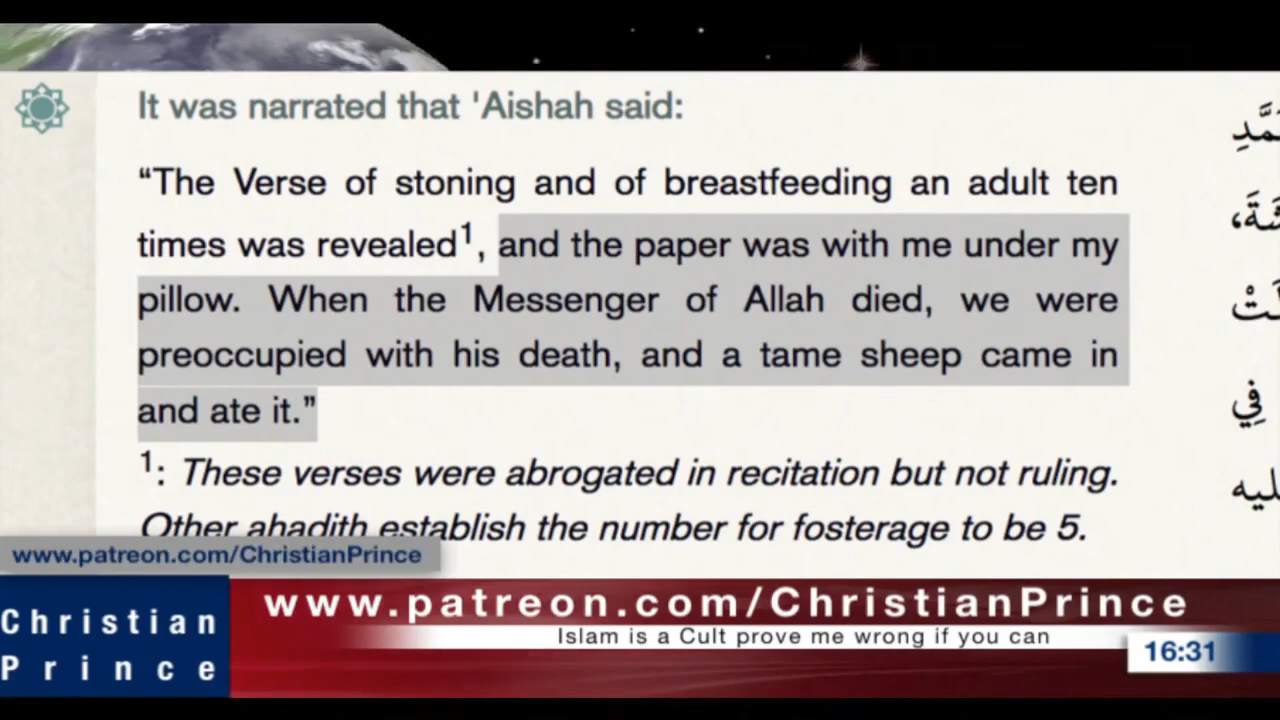 It was narrated that 'Aishah said:
“The Verse of stoning and of breastfeeding an adult ten
times was revealed¹, and the paper was with me under my
pillow. When the Messenger of Allah died, we were
preoccupied with his death, and a tame sheep came in
and ate it.”
¹: These verses were abrogated in recitation but not ruling.
Other ahadith establish the number for fosterage to be 5.
فِي
www.patreon.com/ChristianPrince
www.patreon.com/ChristianPrince
Islam is a Cult prove me wrong if you can
Christian
Prince
16:31